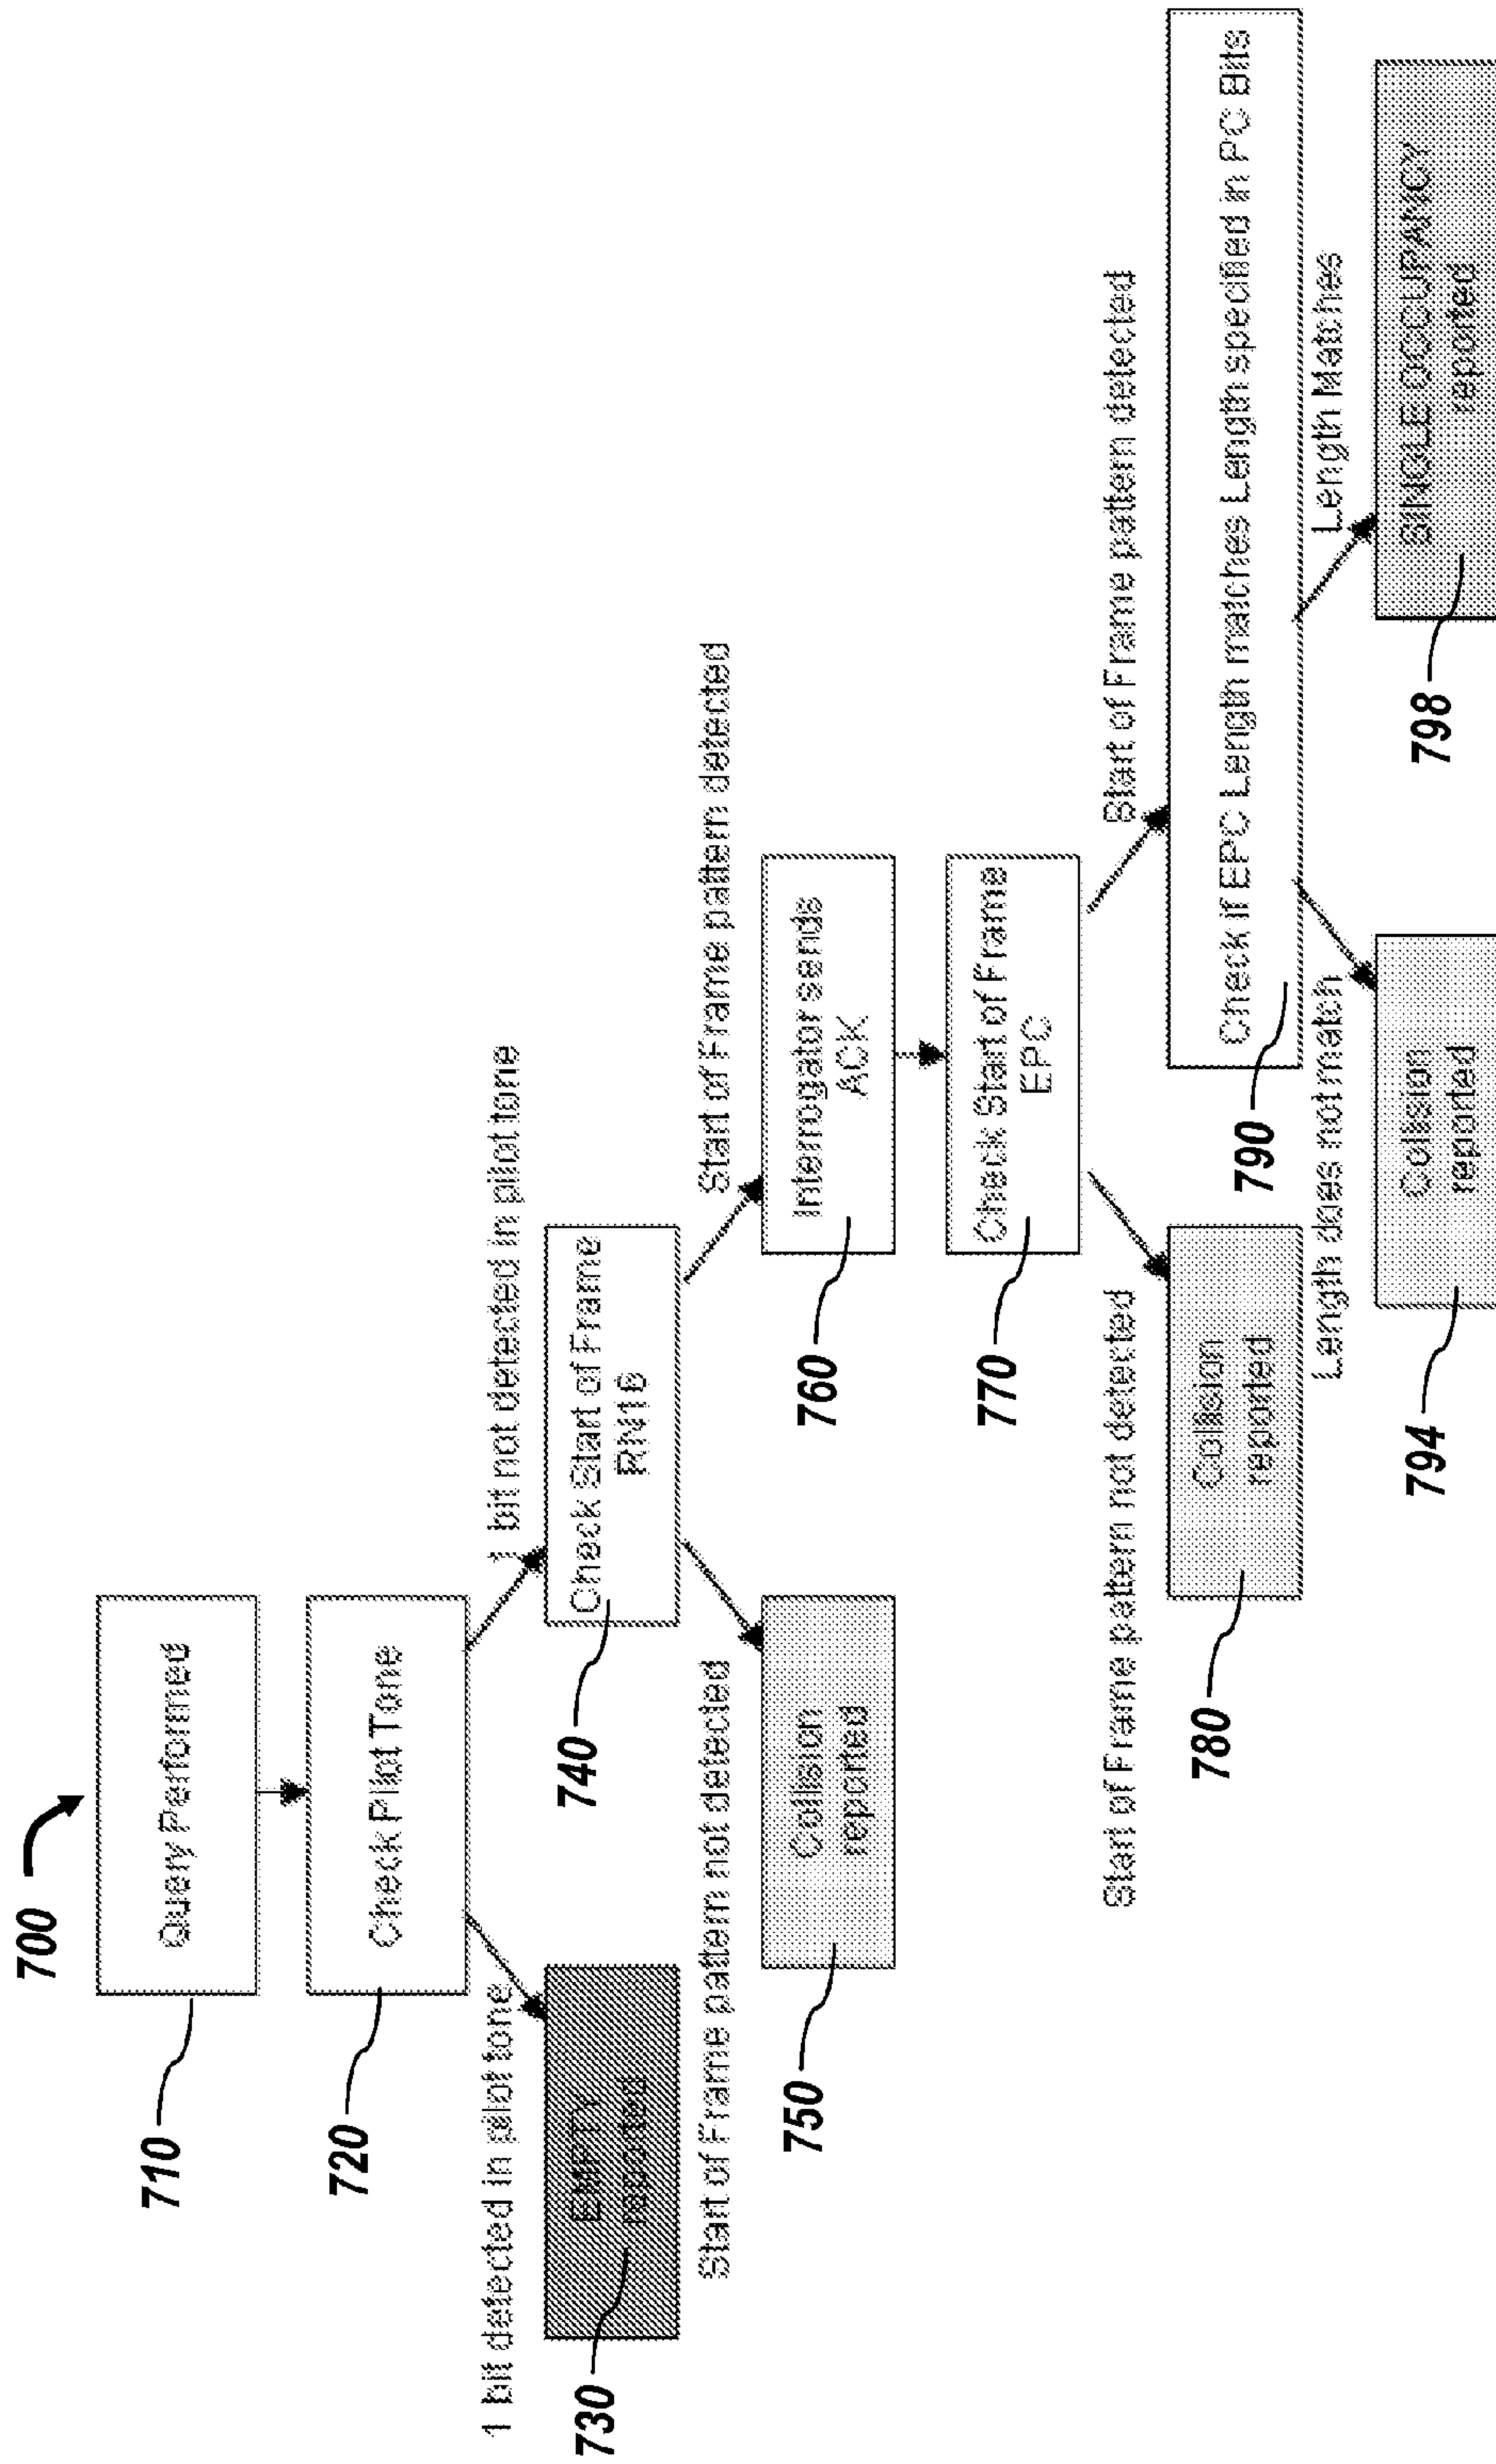 700
Query Performed
710
Check Pilot Tone
720
1 bit detected in pilot tone
1 bit not detected in pilot tone
EMPTY
reported
730
Check Start of Frame
RN16
740
Start of Frame pattern not detected
Start of Frame pattern detected
Collision
reported
750
Interrogator sends
ACK
760
Check Start of Frame
EPC
770
Start of Frame pattern not detected
Start of Frame pattern detected
Collision
reported
780
Check if EPC Length matches Length specified in PC Bits
790
Length does not match
Length Matches
Collision
reported
794
SINGLE OCCUPANCY
reported
798